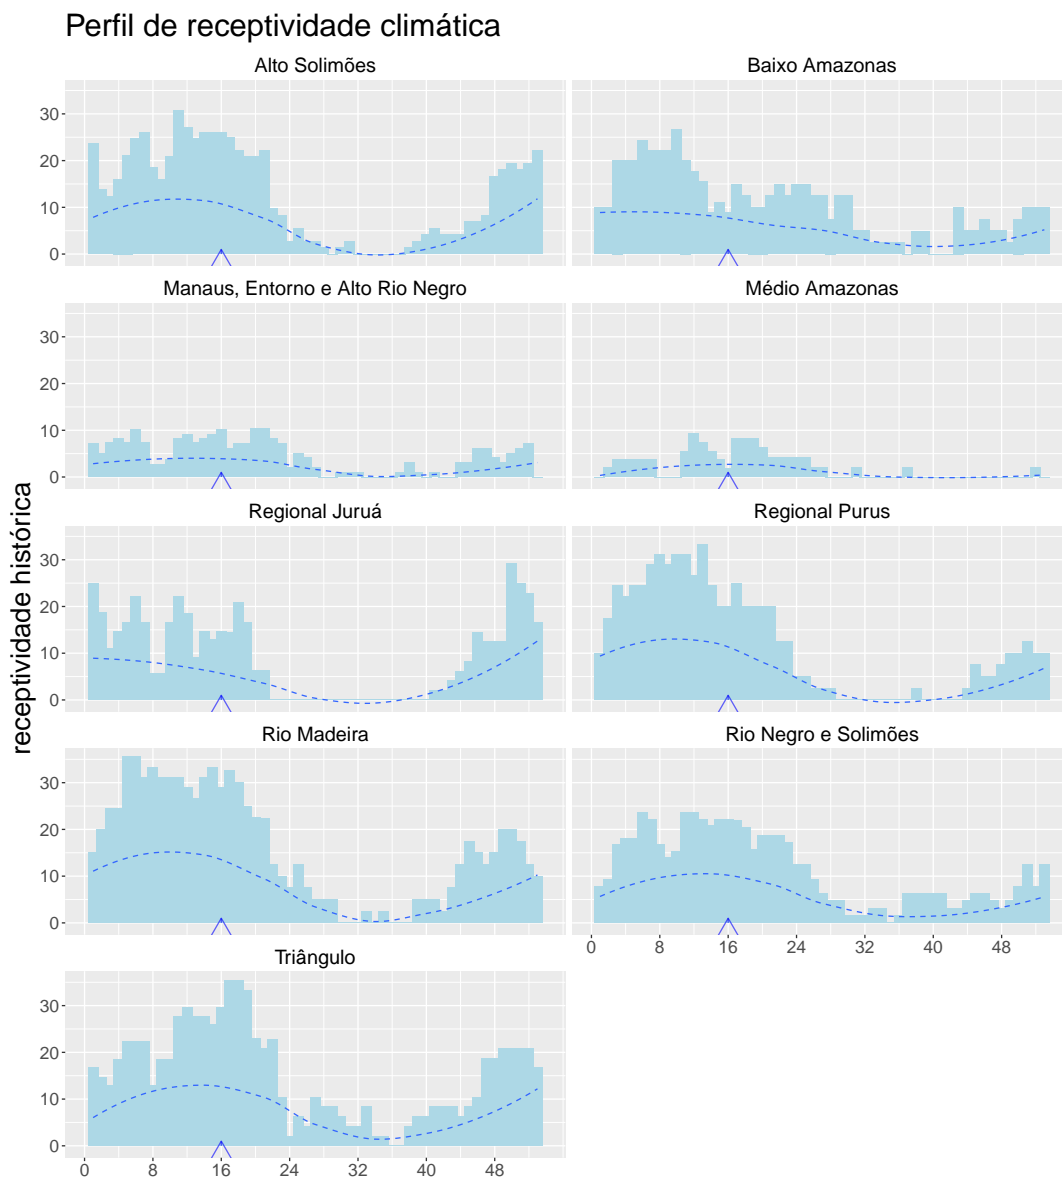 Perfil de receptividade climática
Alto Solimões
Baixo Amazonas
30
20
10
0
Manaus, Entorno e Alto Rio Negro
Médio Amazonas
30
20
10
0
receptividade histórica
Regional Juruá
Regional Purus
30
20
10
0
Rio Madeira
Rio Negro e Solimões
30
20
10
0
0 8 16 24 32 40 48
Triângulo
30
20
10
0
0 8 16 24 32 40 48